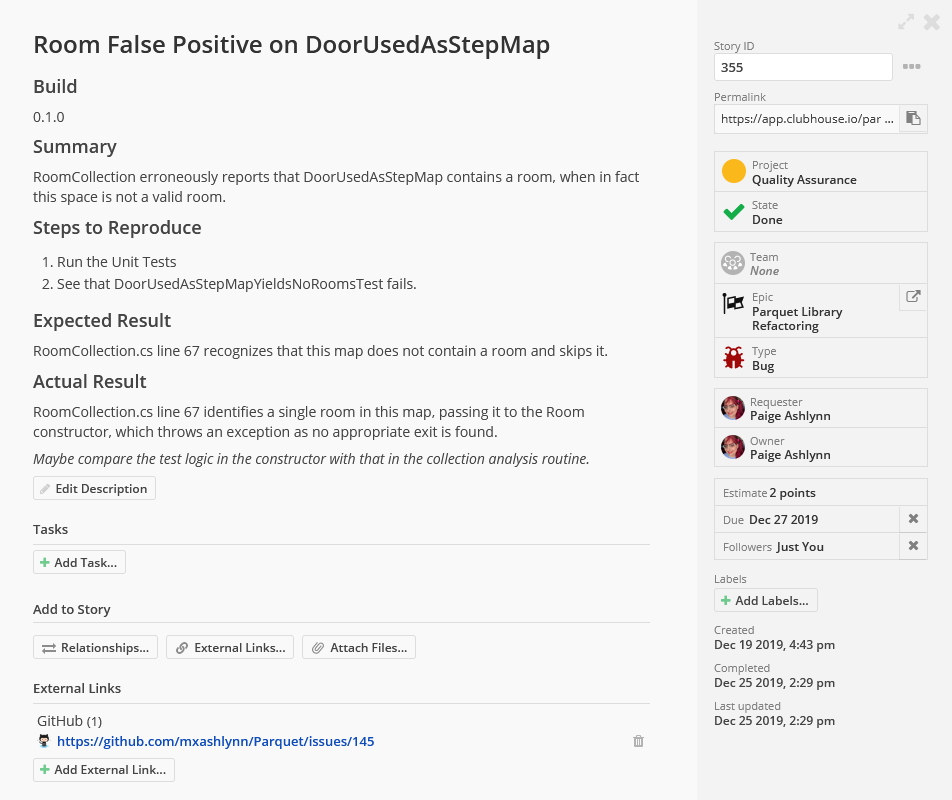 Room False Positive on DoorUsedAsStepMap
Build
0.1.0
Summary
RoomCollection erroneously reports that DoorUsedAsStepMap contains a room, when in fact
this space is not a valid room.
Steps to Reproduce
1. Run the Unit Tests
2. See that DoorUsedAsStepMapYieldsNoRoomsTest fails.
Expected Result
RoomCollection.cs line 67 recognizes that this map does not contain a room and skips it.
Actual Result
RoomCollection.cs line 67 identifies a single room in this map, passing it to the Room
constructor, which throws an exception as no appropriate exit is found.
Maybe compare the test logic in the constructor with that in the collection analysis routine.
Edit Description
Tasks
Add Task...
Add to Story
Relationships... External Links... Attach Files...
External Links
GitHub (1)
https://github.com/mxashlynn/Parquet/issues/145
Add External Link...
Story ID
355
Permalink
https://app.clubhouse.io/par ...
Project
Quality Assurance
State
Done
Team
None
Epic
Parquet Library
Refactoring
Type
Bug
Requester
Paige Ashlynn
Owner
Paige Ashlynn
Estimate 2 points
Due Dec 27 2019
Followers Just You
Labels
Add Labels...
Created
Dec 19 2019, 4:43 pm
Completed
Dec 25 2019, 2:29 pm
Last updated
Dec 25 2019, 2:29 pm